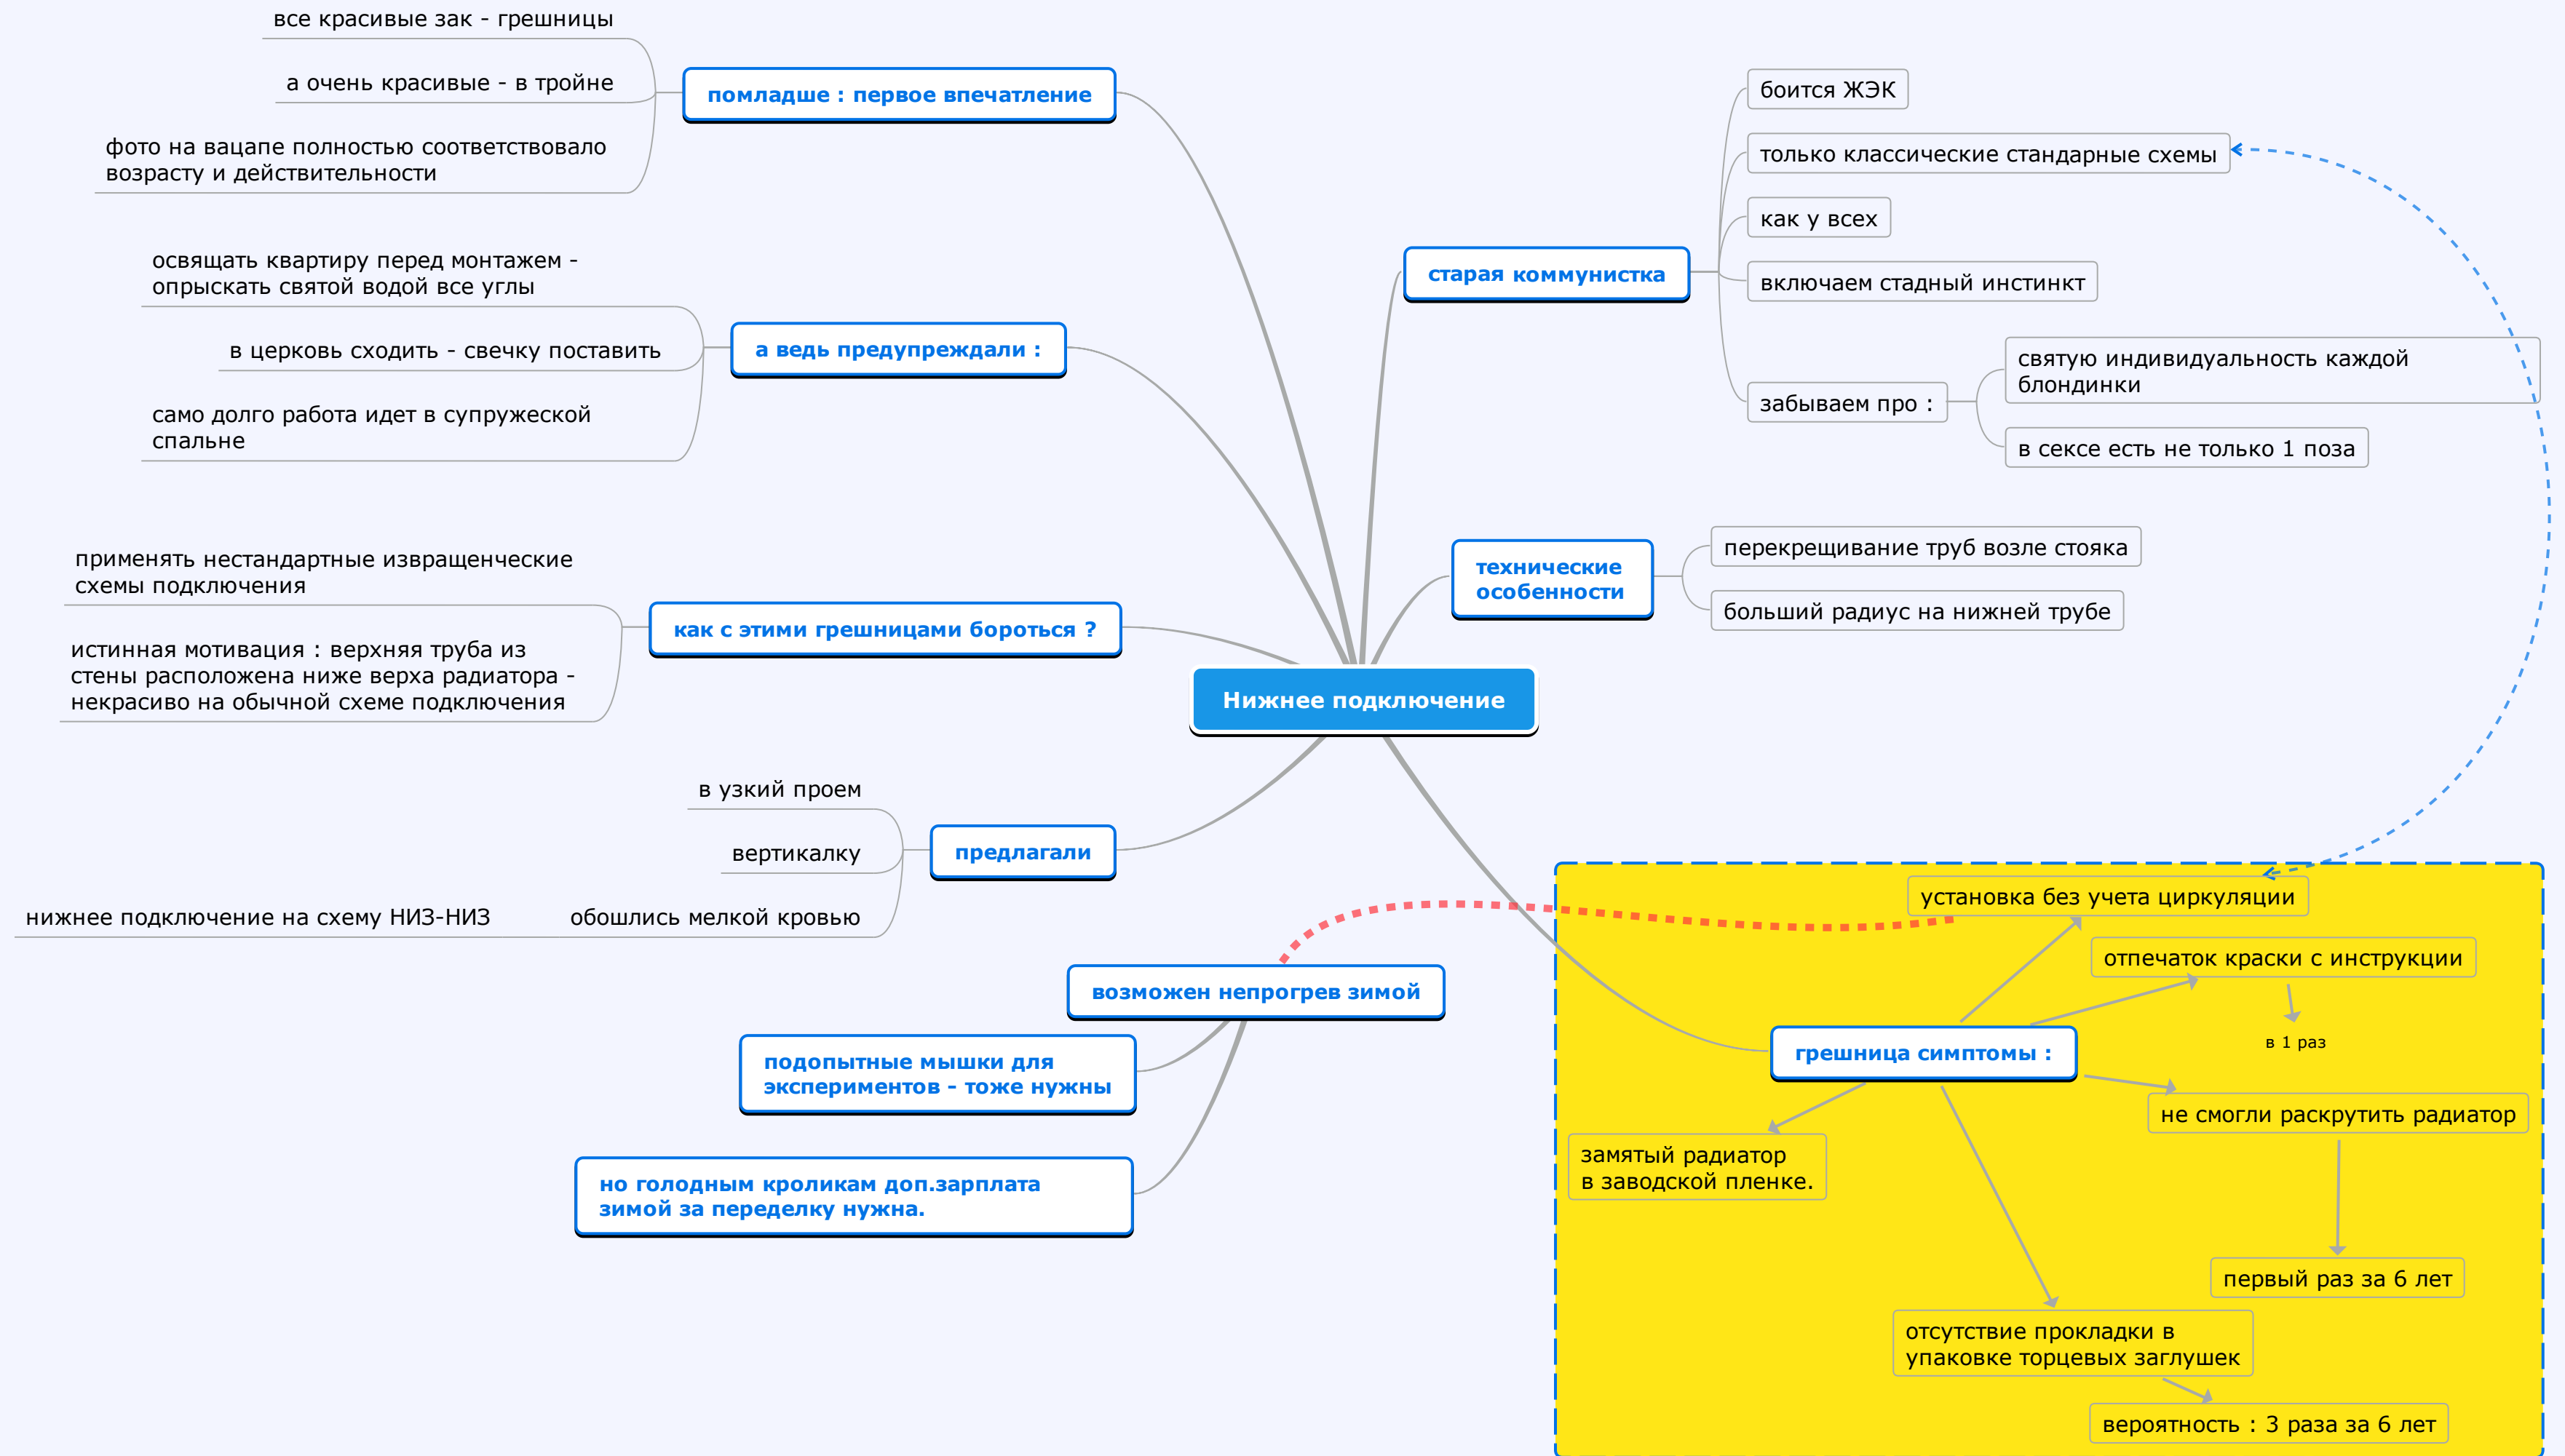 все красивые зак - грешницы
а очень красивые - в тройне
фото на вацапе полностью соответствовало
возрасту и действительности
помладше : первое впечатление
освящать квартиру перед монтажем -
опрыскать святой водой все углы
в церковь сходить - свечку поставить
само долго работа идет в супружеской
спальне
а ведь предупреждали :
применять нестандартные извращенческие
схемы подключения
истинная мотивация : верхняя труба из
стены расположена ниже верха радиатора -
некрасиво на обычной схеме подключения
как с этими грешницами бороться ?
в узкий проем
вертикалку
нижнее подключение на схему НИЗ-НИЗ
обошлись мелкой кровью
предлагали
Нижнее подключение
старая коммунистка
боится ЖЭК
только классические стандарные схемы
как у всех
включаем стадный инстинкт
забываем про :
святую индивидуальность каждой
блондинки
в сексе есть не только 1 поза
технические
особенности
перекрещивание труб возле стояка
больший радиус на нижней трубе
возможен непрогрев зимой
подопытные мышки для
экспериментов - тоже нужны
но голодным кроликам доп.зарплата
зимой за переделку нужна.
установка без учета циркуляции
отпечаток краски с инструкции
в 1 раз
грешница симптомы :
не смогли раскрутить радиатор
замятый радиатор
в заводской пленке.
первый раз за 6 лет
отсутствие прокладки в
упаковке торцевых заглушек
вероятность : 3 раза за 6 лет